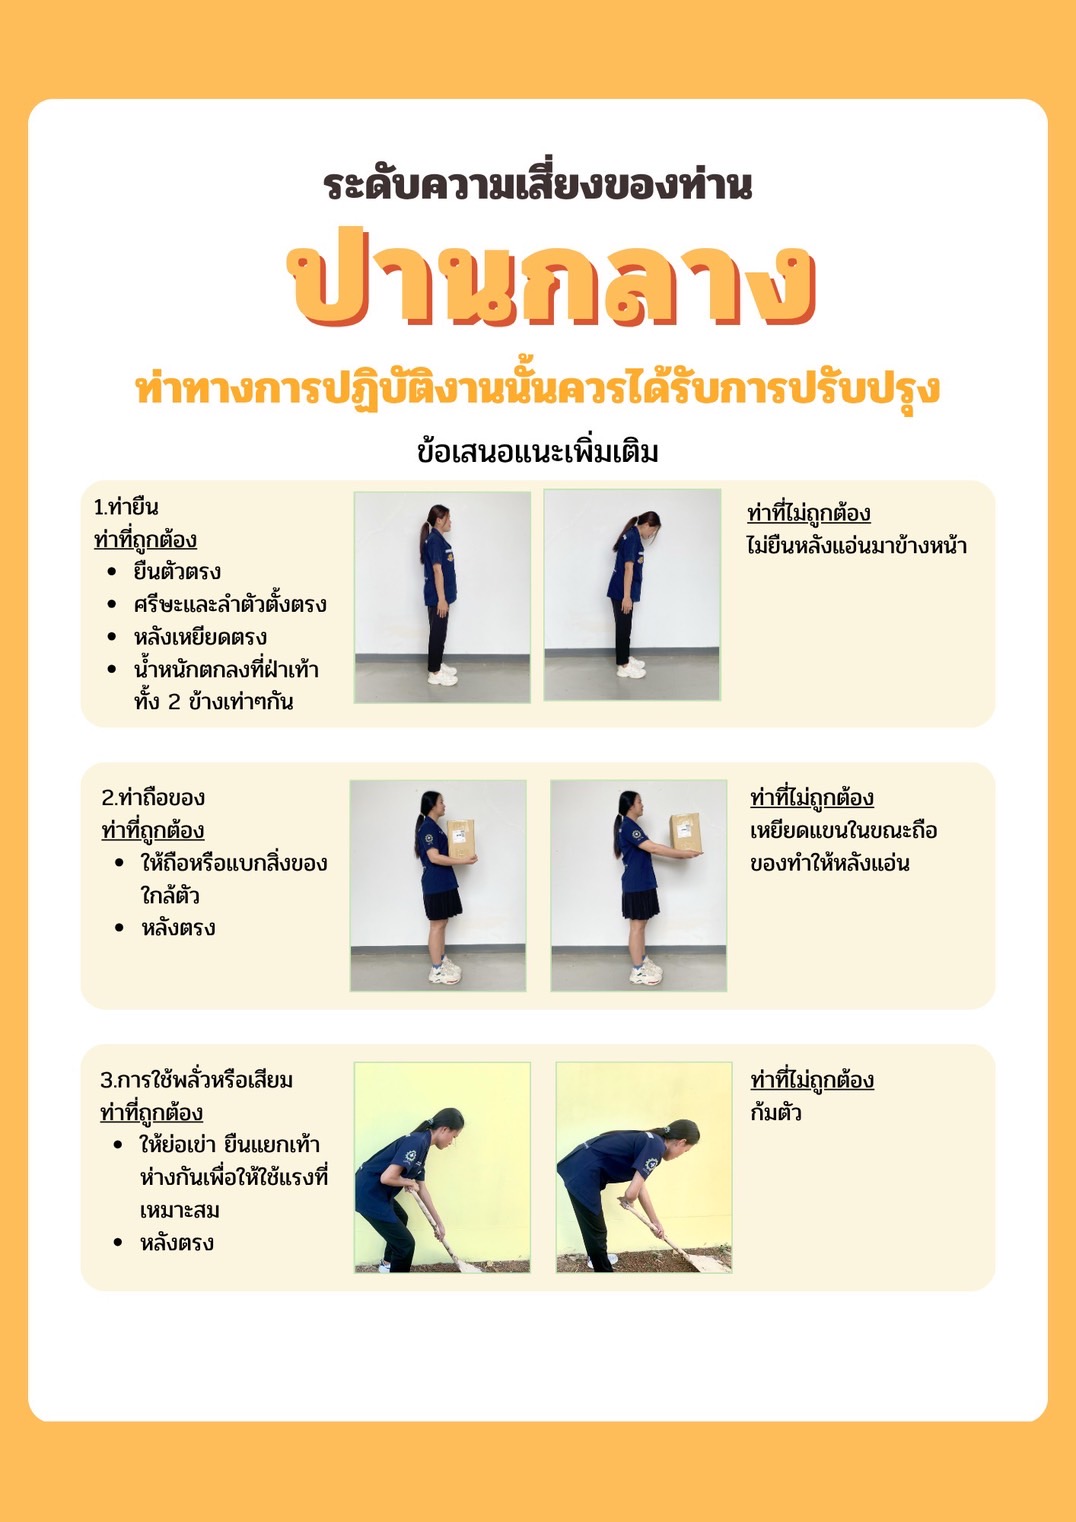 ระดับความเสี่ยงของท่าน
ปานกลาง
ท่าทางการปฏิบัติงานนั้นควรได้รับการปรับปรุง
ข้อเสนอแนะเพิ่มเติม
1.ท่ายืน
ท่าที่ถูกต้อง
• ยืนตัวตรง
• ศรีษะและลำตัวตั้งตรง
• หลังเหยียดตรง
• น้ำหนักตกลงที่ฝ่าเท้า
ทั้ง 2 ข้างเท่าๆกัน
ท่าที่ไม่ถูกต้อง
ไม่ยืนหลังแอ่นมาข้างหน้า
2.ท่าถือของ
ท่าที่ถูกต้อง
• ให้ถือหรือแบกสิ่งของ
ใกล้ตัว
• หลังตรง
ท่าที่ไม่ถูกต้อง
เหยียดแขนในขณะถือ
ของทำให้หลังแอ่น
3.การใช้พลั่วหรือเสียม
ท่าที่ถูกต้อง
• ให้ย่อเข่า ยืนแยกเท้า
ห่างกันเพื่อให้ใช้แรงที่
เหมาะสม
• หลังตรง
ท่าที่ไม่ถูกต้อง
ก้มตัว